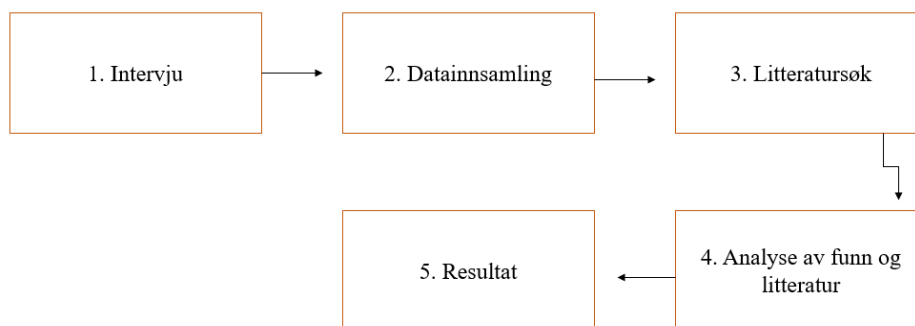 1. Intervju
2. Datainnsamling
3. Litteratursøk
4. Analyse av funn og
litteratur
5. Resultat